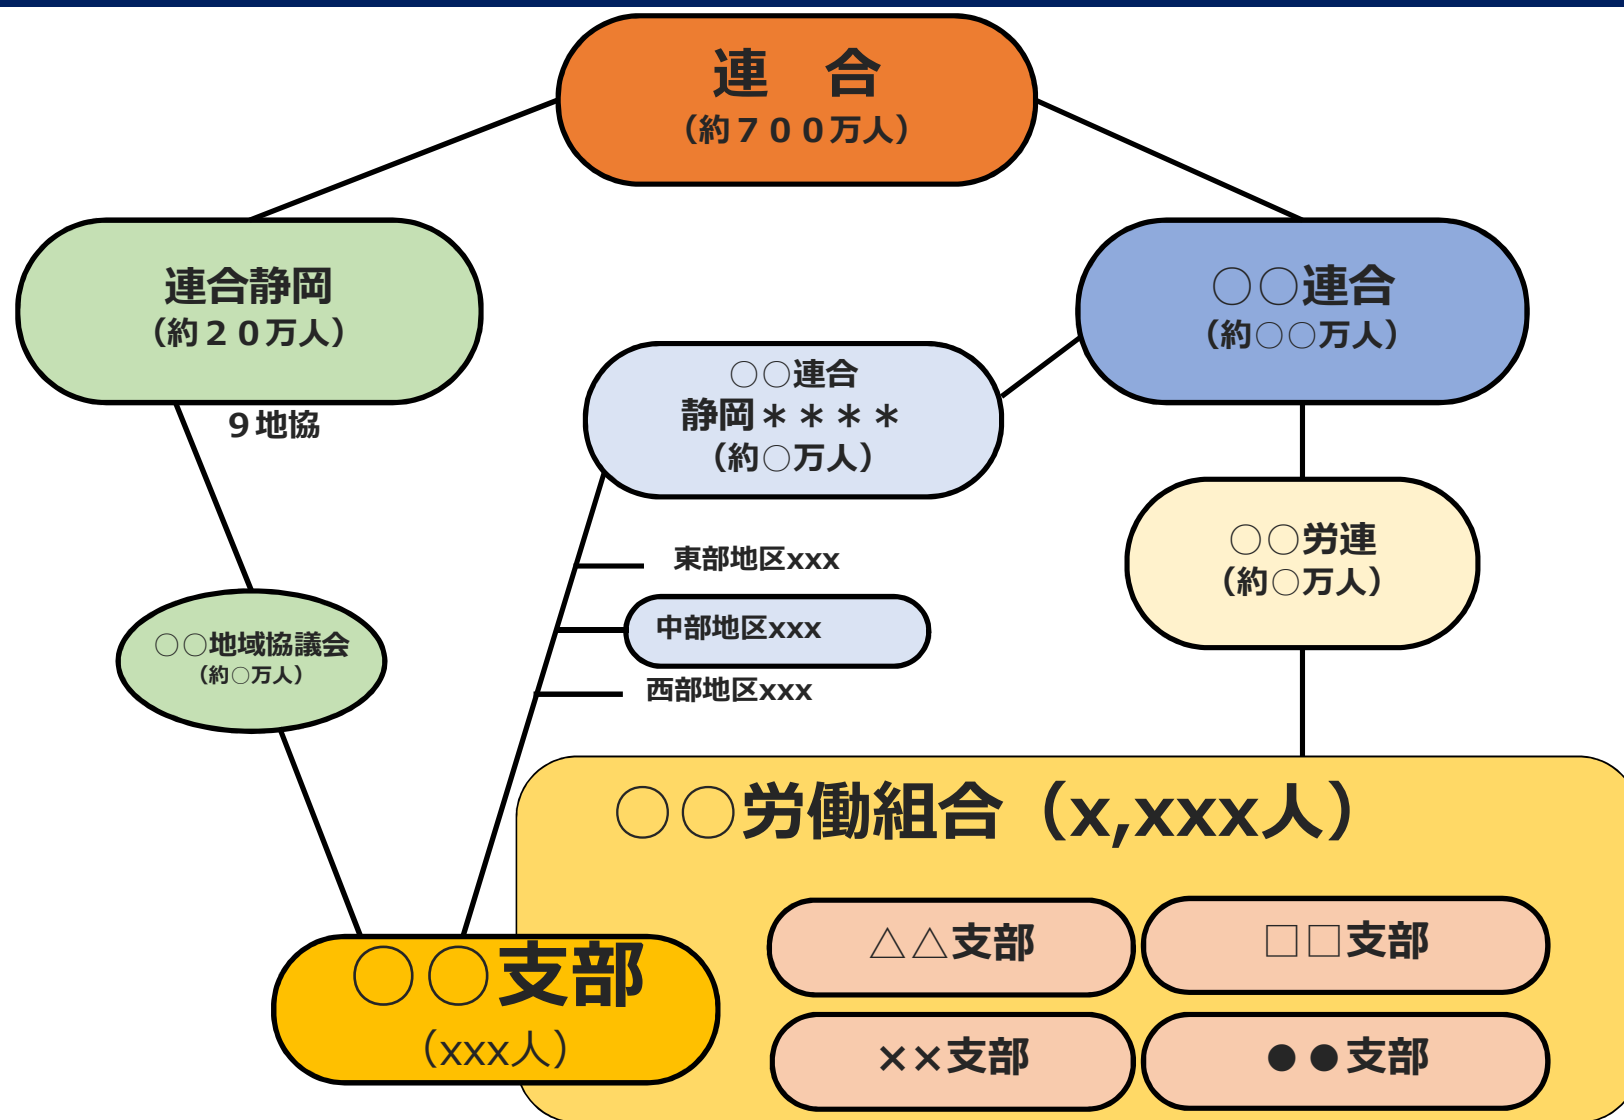 連　合
（約７００万人）
連合静岡
（約２０万人）
９地協
○○連合
（約○○万人）
○○連合
静岡＊＊＊＊
（約○万人）
○○労連
（約○万人）
東部地区xxx
中部地区xxx
西部地区xxx
○○地域協議会
（約○万人）
○○労働組合（x,xxx人）
○○支部
（xxx人）
△△支部
□□支部
××支部
●●支部